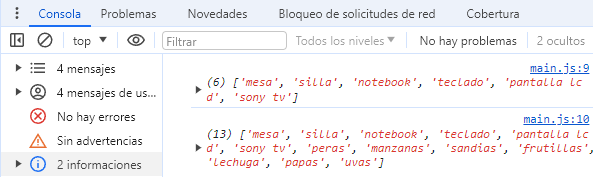 Consola Problemas Novedades Bloqueo de solicitudes de red Cobertura
top Filtrar Todos los niveles No hay problemas 2 ocultos
4 mensajes
4 mensajes de us...
No hay errores
Sin advertencias
2 informaciones
main.js:9
(6) ['mesa', 'silla', 'notebook', 'teclado', 'pantalla lc
d', 'sony tv']
main.js:10
(13) ['mesa', 'silla', 'notebook', 'teclado', 'pantalla lc
d', 'sony tv', 'peras', 'manzanas', 'sandias', 'frutillas,
'lechuga', 'papas', 'uvas']